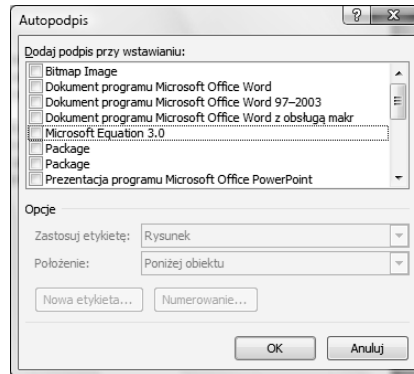 Autopodpis
Dodaj podpis przy wstawianiu:
Bitmap Image
Dokument programu Microsoft Office Word
Dokument programu Microsoft Office Word 97–2003
Dokument programu Microsoft Office Word z obsługą makr
Microsoft Equation 3.0
Package
Package
Prezentacja programu Microsoft Office PowerPoint
Opcje
Zastosuj etykietę: Rysunek
Położenie: Poniżej obiektu
Nowa etykieta... Numerowanie...
OK Anuluj